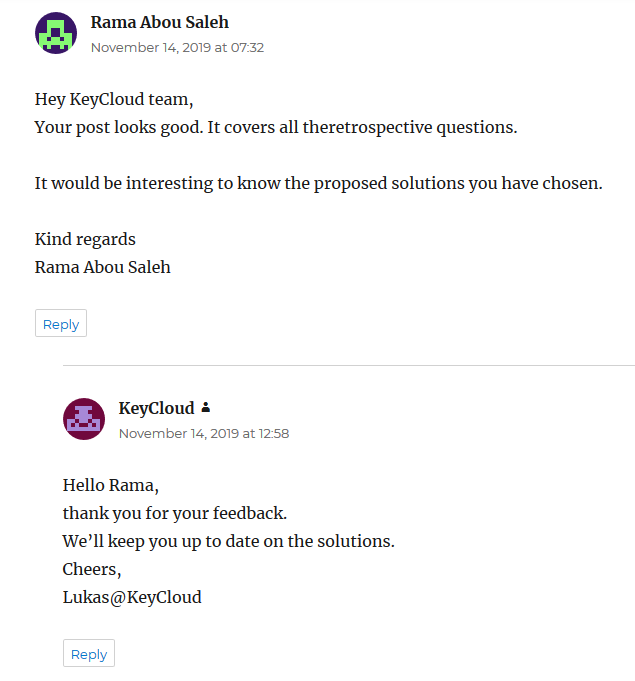 Rama Abou Saleh
November 14, 2019 at 07:32
Hey KeyCloud team,
Your post looks good. It covers all theretrospective questions.
It would be interesting to know the proposed solutions you have chosen.
Kind regards
Rama Abou Saleh
Reply
KeyCloud
November 14, 2019 at 12:58
Hello Rama,
thank you for your feedback.
We’ll keep you up to date on the solutions.
Cheers,
Lukas@KeyCloud
Reply